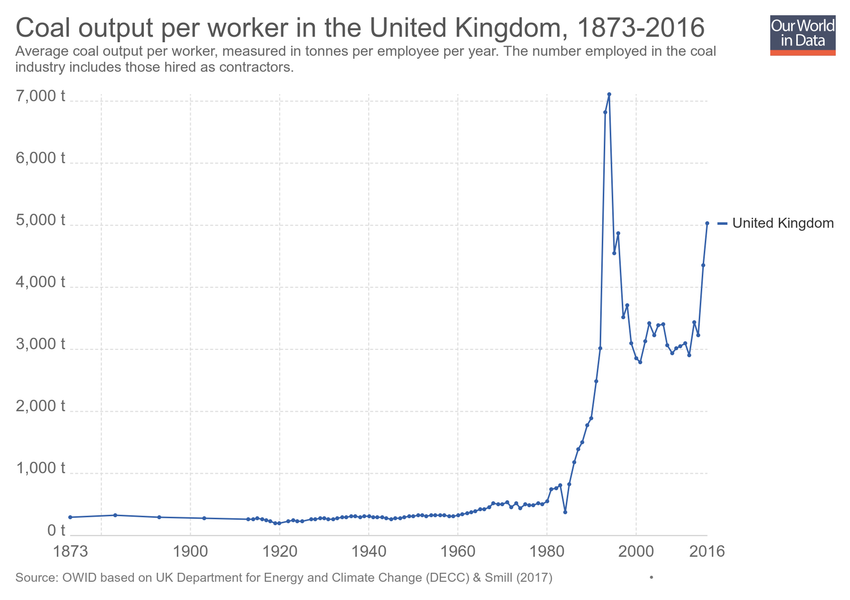 Coal output per worker in the United Kingdom, 1873-2016
Our World
in Data
Average coal output per worker, measured in tonnes per employee per year. The number employed in the coal
industry includes those hired as contractors.
7,000 t
6,000 t
5,000 t
United Kingdom
4,000 t
3,000 t
2,000 t
1,000 t
0 t
1873 1900 1920 1940 1960 1980 2000 2016
Source: OWID based on UK Department for Energy and Climate Change (DECC) & Smill (2017) •